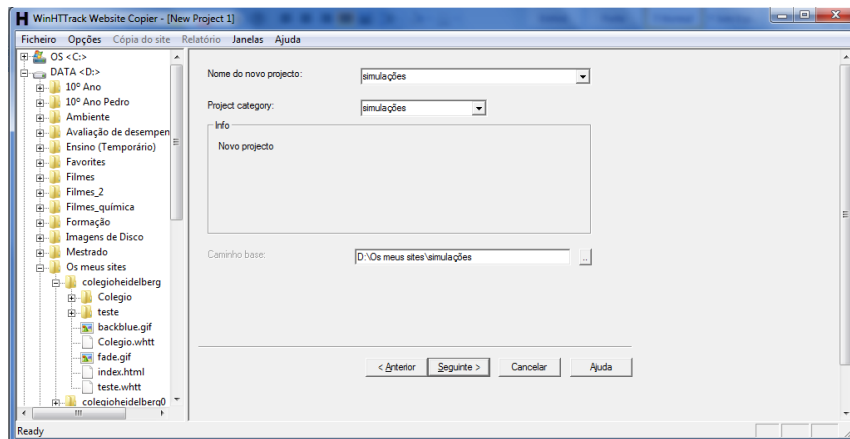 WinHTTrack Website Copier - [New Project 1]
Ficheiro Opções Cópia do site Relatório Janelas Ajuda
OS <C:>
DATA <D:>
10º Ano
10º Ano Pedro
Ambiente
Avaliação de desempen
Ensino (Temporário)
Favorites
Filmes
Filmes_2
Filmes_química
Formação
Imagens de Disco
Mestrado
Os meus sites
colegioheidelberg
Colegio
teste
backblue.gif
Colegio.whtt
fade.gif
index.html
teste.whtt
colegioheidelberg0
Nome do novo projecto: simulações
Project category: simulações
Info
Novo projecto
Caminho base: D:\Os meus sites\simulações ..
< Anterior Seguinte > Cancelar Ajuda
Ready